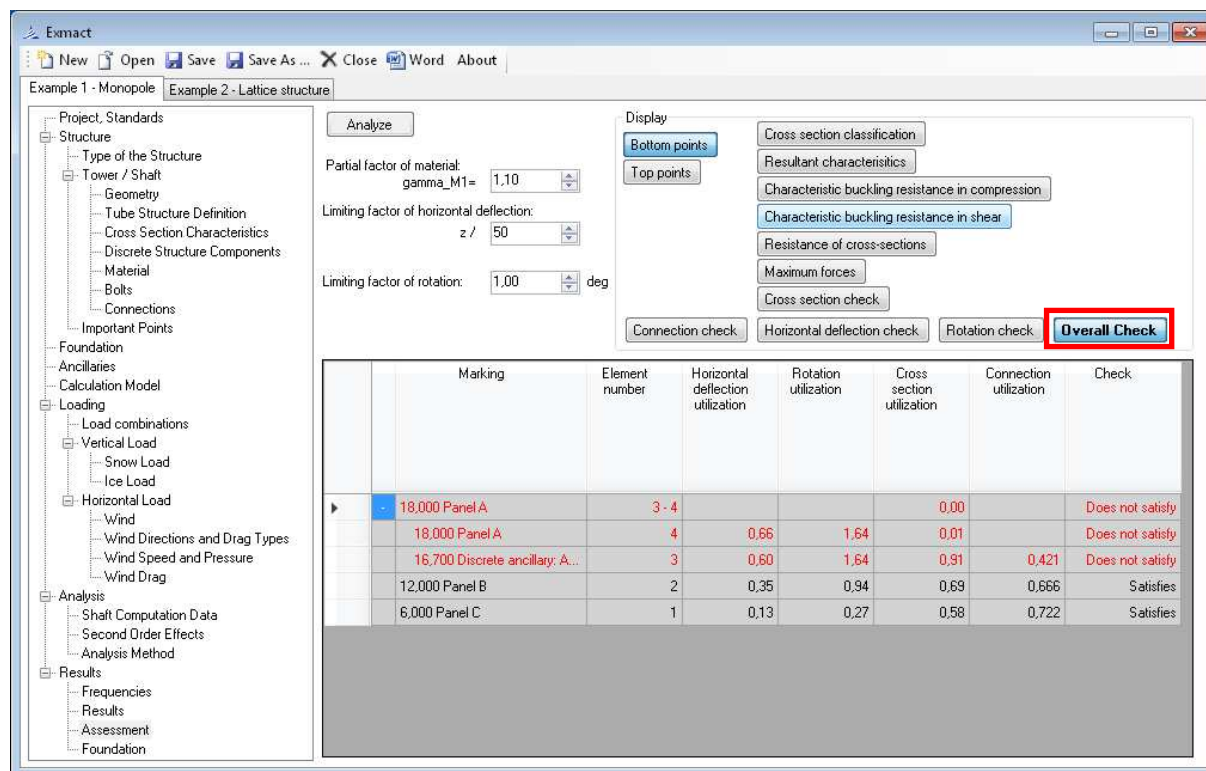 Exmact
New Open Save Save As ... Close Word About
Example 1 - Monopole Example 2 - Lattice structure
Project, Standards
Structure
Type of the Structure
Tower / Shaft
Geometry
Tube Structure Definition
Cross Section Characteristics
Discrete Structure Components
Material
Bolts
Connections
Important Points
Foundation
Ancillaries
Calculation Model
Loading
Load combinations
Vertical Load
Snow Load
Ice Load
Horizontal Load
Wind
Wind Directions and Drag Types
Wind Speed and Pressure
Wind Drag
Analysis
Shaft Computation Data
Second Order Effects
Analysis Method
Results
Frequencies
Results
Assessment
Foundation
Analyze
Partial factor of material:
gamma_M1= 1,10
Limiting factor of horizontal deflection:
z / 50
Limiting factor of rotation: 1,00 deg
Display
Bottom points
Top points
Cross section classification
Resultant characterisitics
Characteristic buckling resistance in compression
Characteristic buckling resistance in shear
Resistance of cross-sections
Maximum forces
Cross section check
Connection check Horizontal deflection check Rotation check Overall Check
Marking Element number Horizontal deflection utilization Rotation utilization Cross section utilization Connection utilization Check
18,000 Panel A 3 - 4 0,00 Does not satisfy
18,000 Panel A 4 0,66 1,64 0,01 Does not satisfy
16,700 Discrete ancillary: A... 3 0,60 1,64 0,91 0,421 Does not satisfy
12,000 Panel B 2 0,35 0,94 0,69 0,666 Satisfies
6,000 Panel C 1 0,13 0,27 0,58 0,722 Satisfies